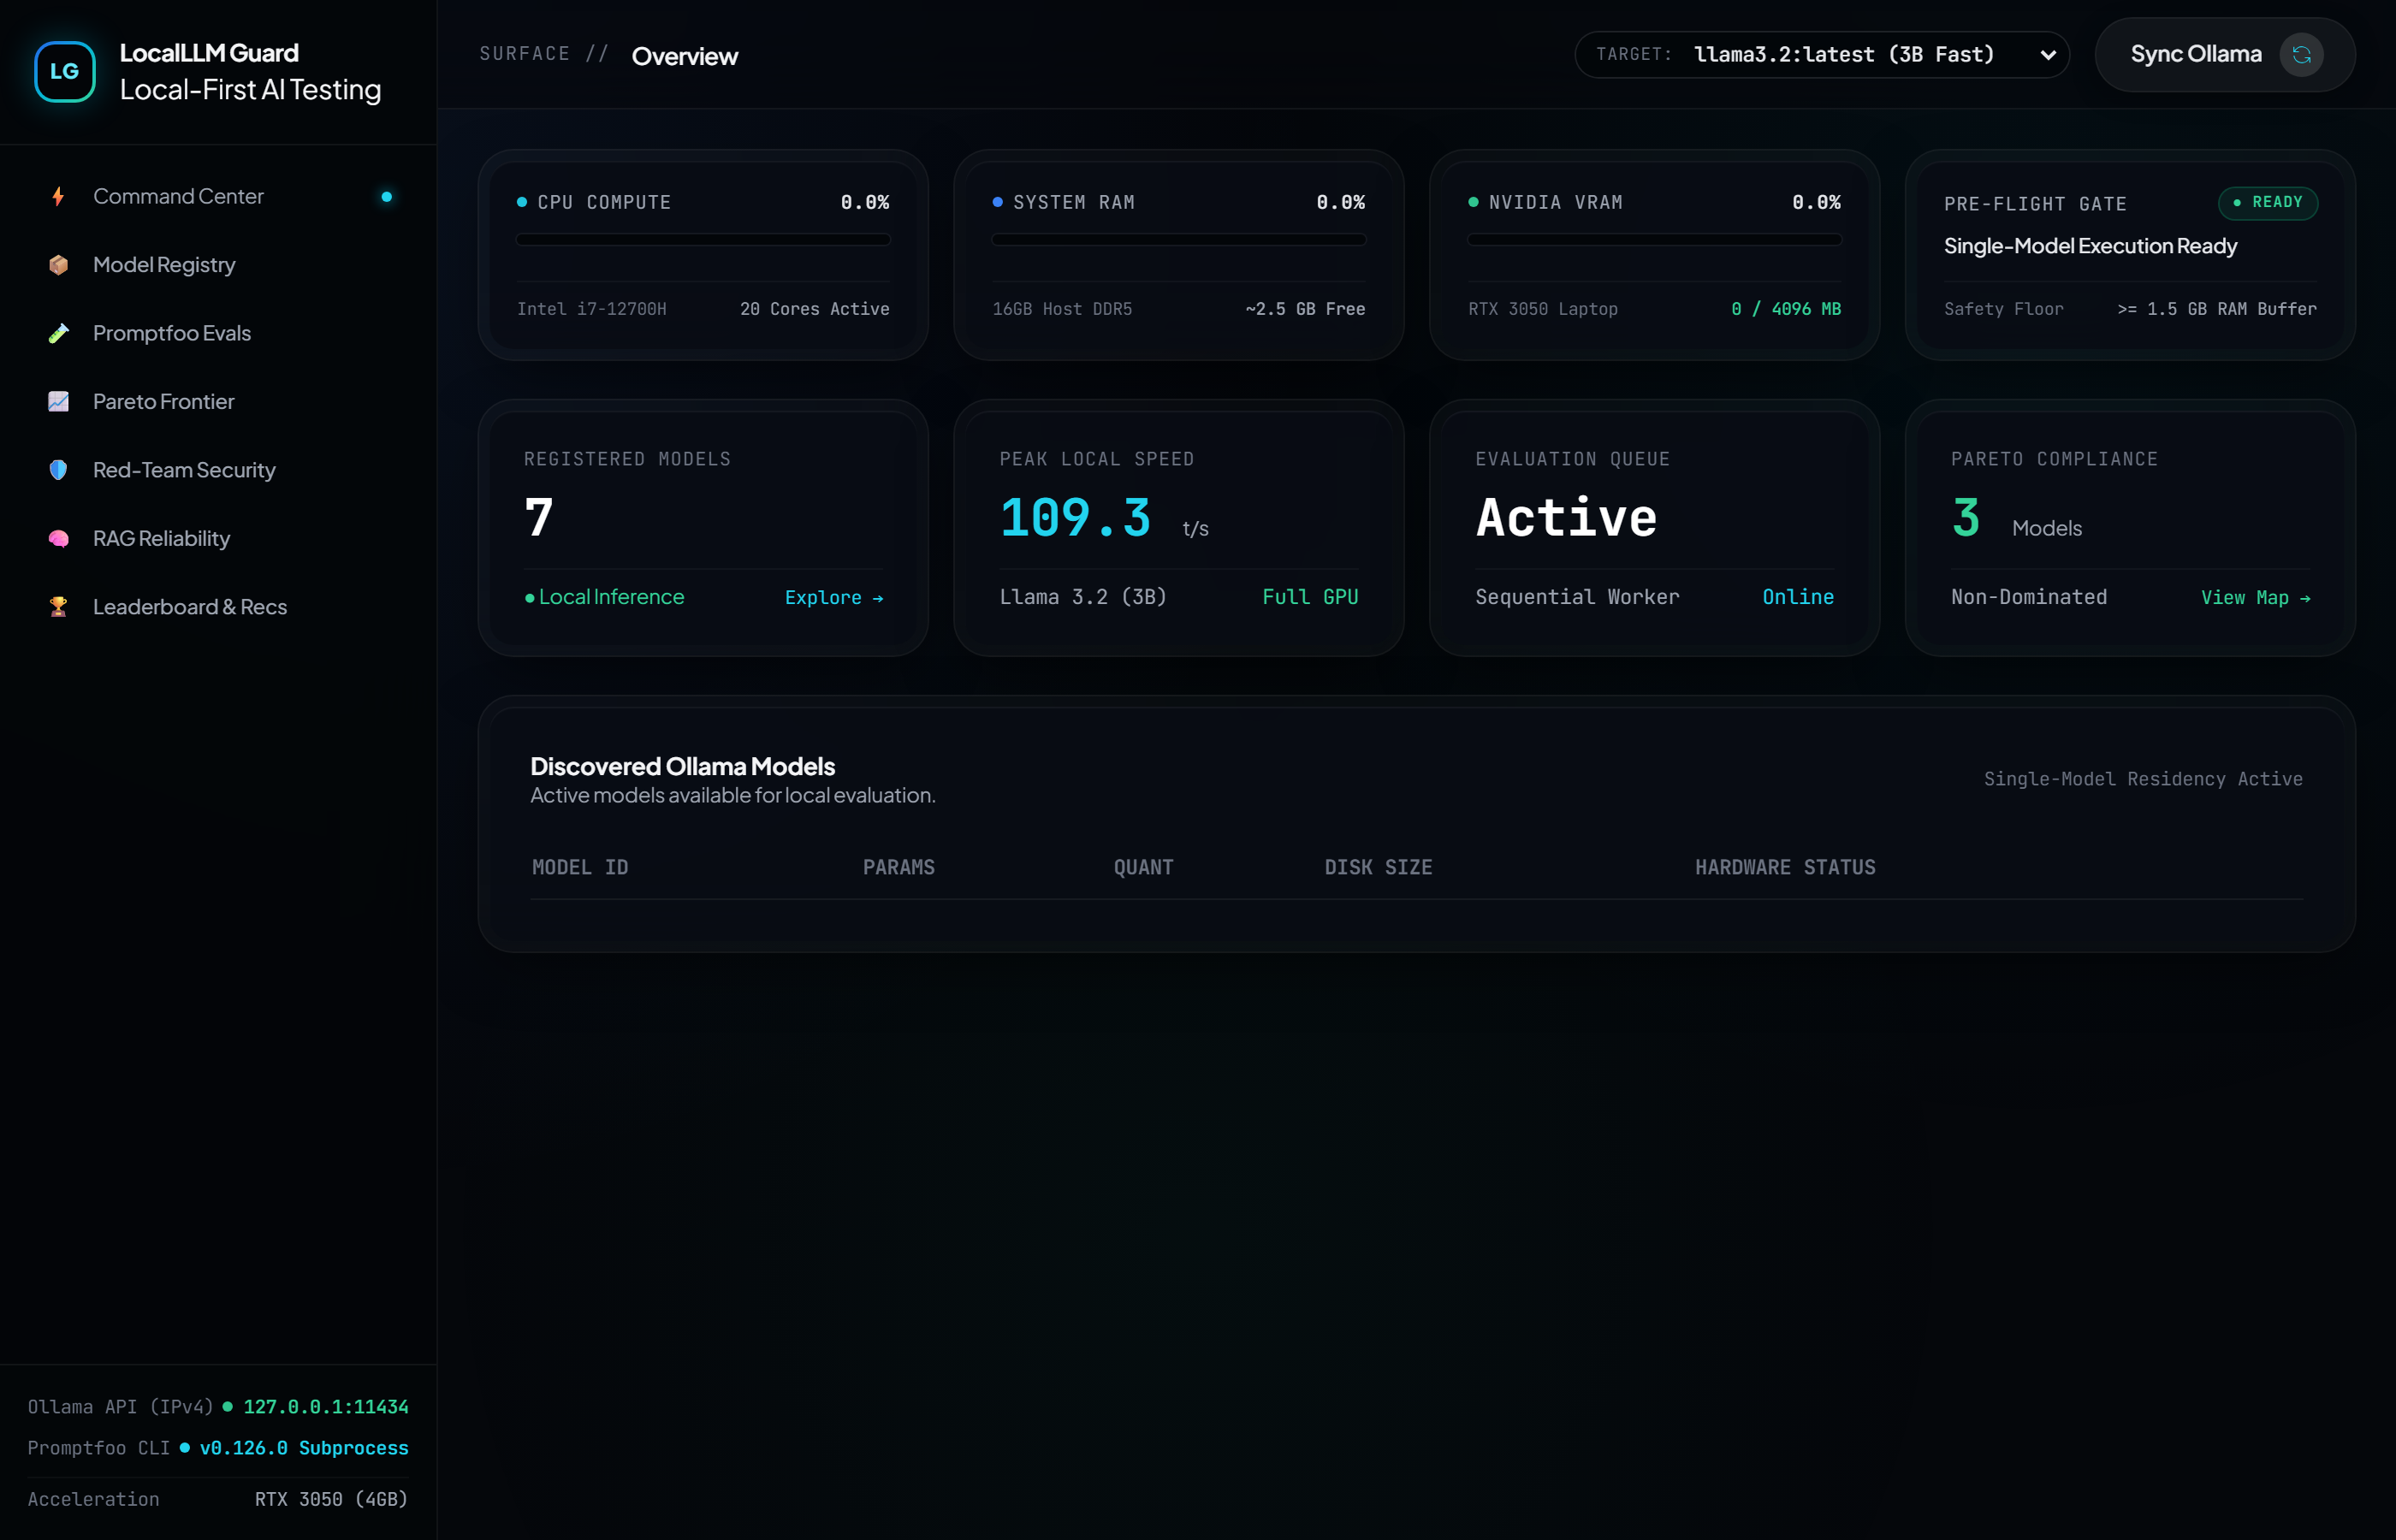 LG
LocalLLM Guard
Local-First AI Testing
Command Center
Model Registry
Promptfoo Evals
Pareto Frontier
Red-Team Security
RAG Reliability
Leaderboard & Recs
Ollama API (IPv4) 127.0.0.1:11434
Promptfoo CLI v0.126.0 Subprocess
Acceleration RTX 3050 (4GB)
SURFACE // Overview
TARGET: llama3.2:latest (3B Fast)
Sync Ollama
CPU COMPUTE 0.0%
Intel i7-12700H 20 Cores Active
SYSTEM RAM 0.0%
16GB Host DDR5 ~2.5 GB Free
NVIDIA VRAM 0.0%
RTX 3050 Laptop 0 / 4096 MB
PRE-FLIGHT GATE READY
Single-Model Execution Ready
Safety Floor >= 1.5 GB RAM Buffer
REGISTERED MODELS
7
Local Inference Explore →
PEAK LOCAL SPEED
109.3 t/s
Llama 3.2 (3B) Full GPU
EVALUATION QUEUE
Active
Sequential Worker Online
PARETO COMPLIANCE
3 Models
Non-Dominated View Map →
Discovered Ollama Models
Active models available for local evaluation.
Single-Model Residency Active
MODEL ID PARAMS QUANT DISK SIZE HARDWARE STATUS